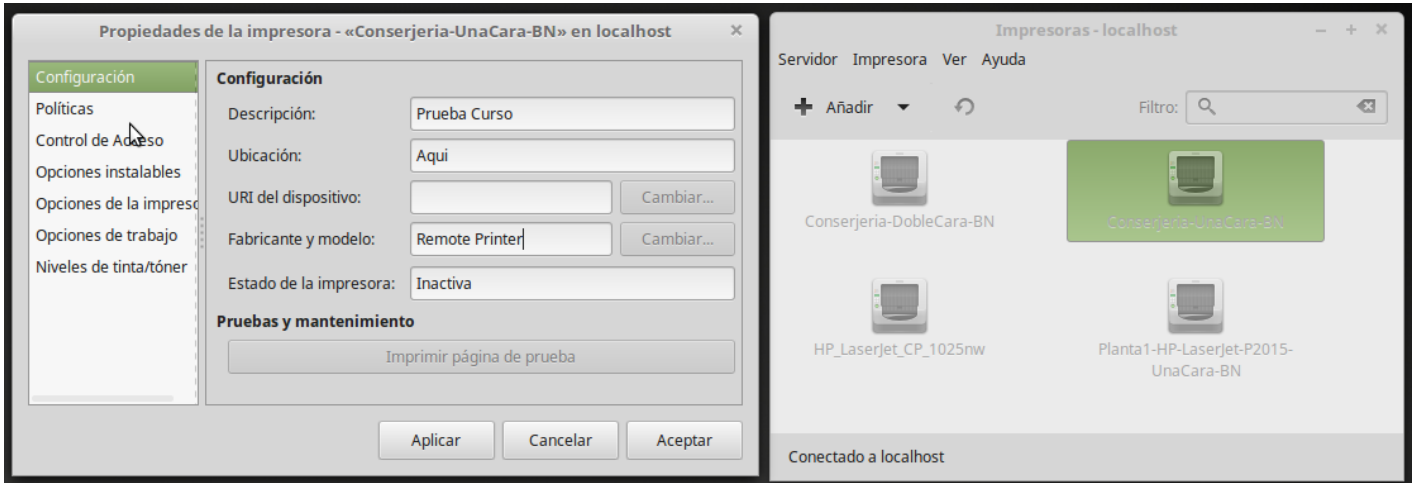 Propiedades de la impresora - «Conserjeria-UnaCara-BN» en localhost
Configuración
Políticas
Control de Acceso
Opciones instalables
Opciones de la impreso
Opciones de trabajo
Niveles de tinta/tóner
Configuración
Descripción: Prueba Curso
Ubicación: Aqui
URI del dispositivo: Cambiar...
Fabricante y modelo: Remote Printer Cambiar...
Estado de la impresora: Inactiva
Pruebas y mantenimiento
Imprimir página de prueba
Aplicar Cancelar Aceptar
Impresoras - localhost
Servidor Impresora Ver Ayuda
Añadir Filtro:
Conserjeria-DobleCara-BN Conserjeria-UnaCara-BN
HP_LaserJet_CP_1025nw Planta1-HP-LaserJet-P2015-
UnaCara-BN
Conectado a localhost